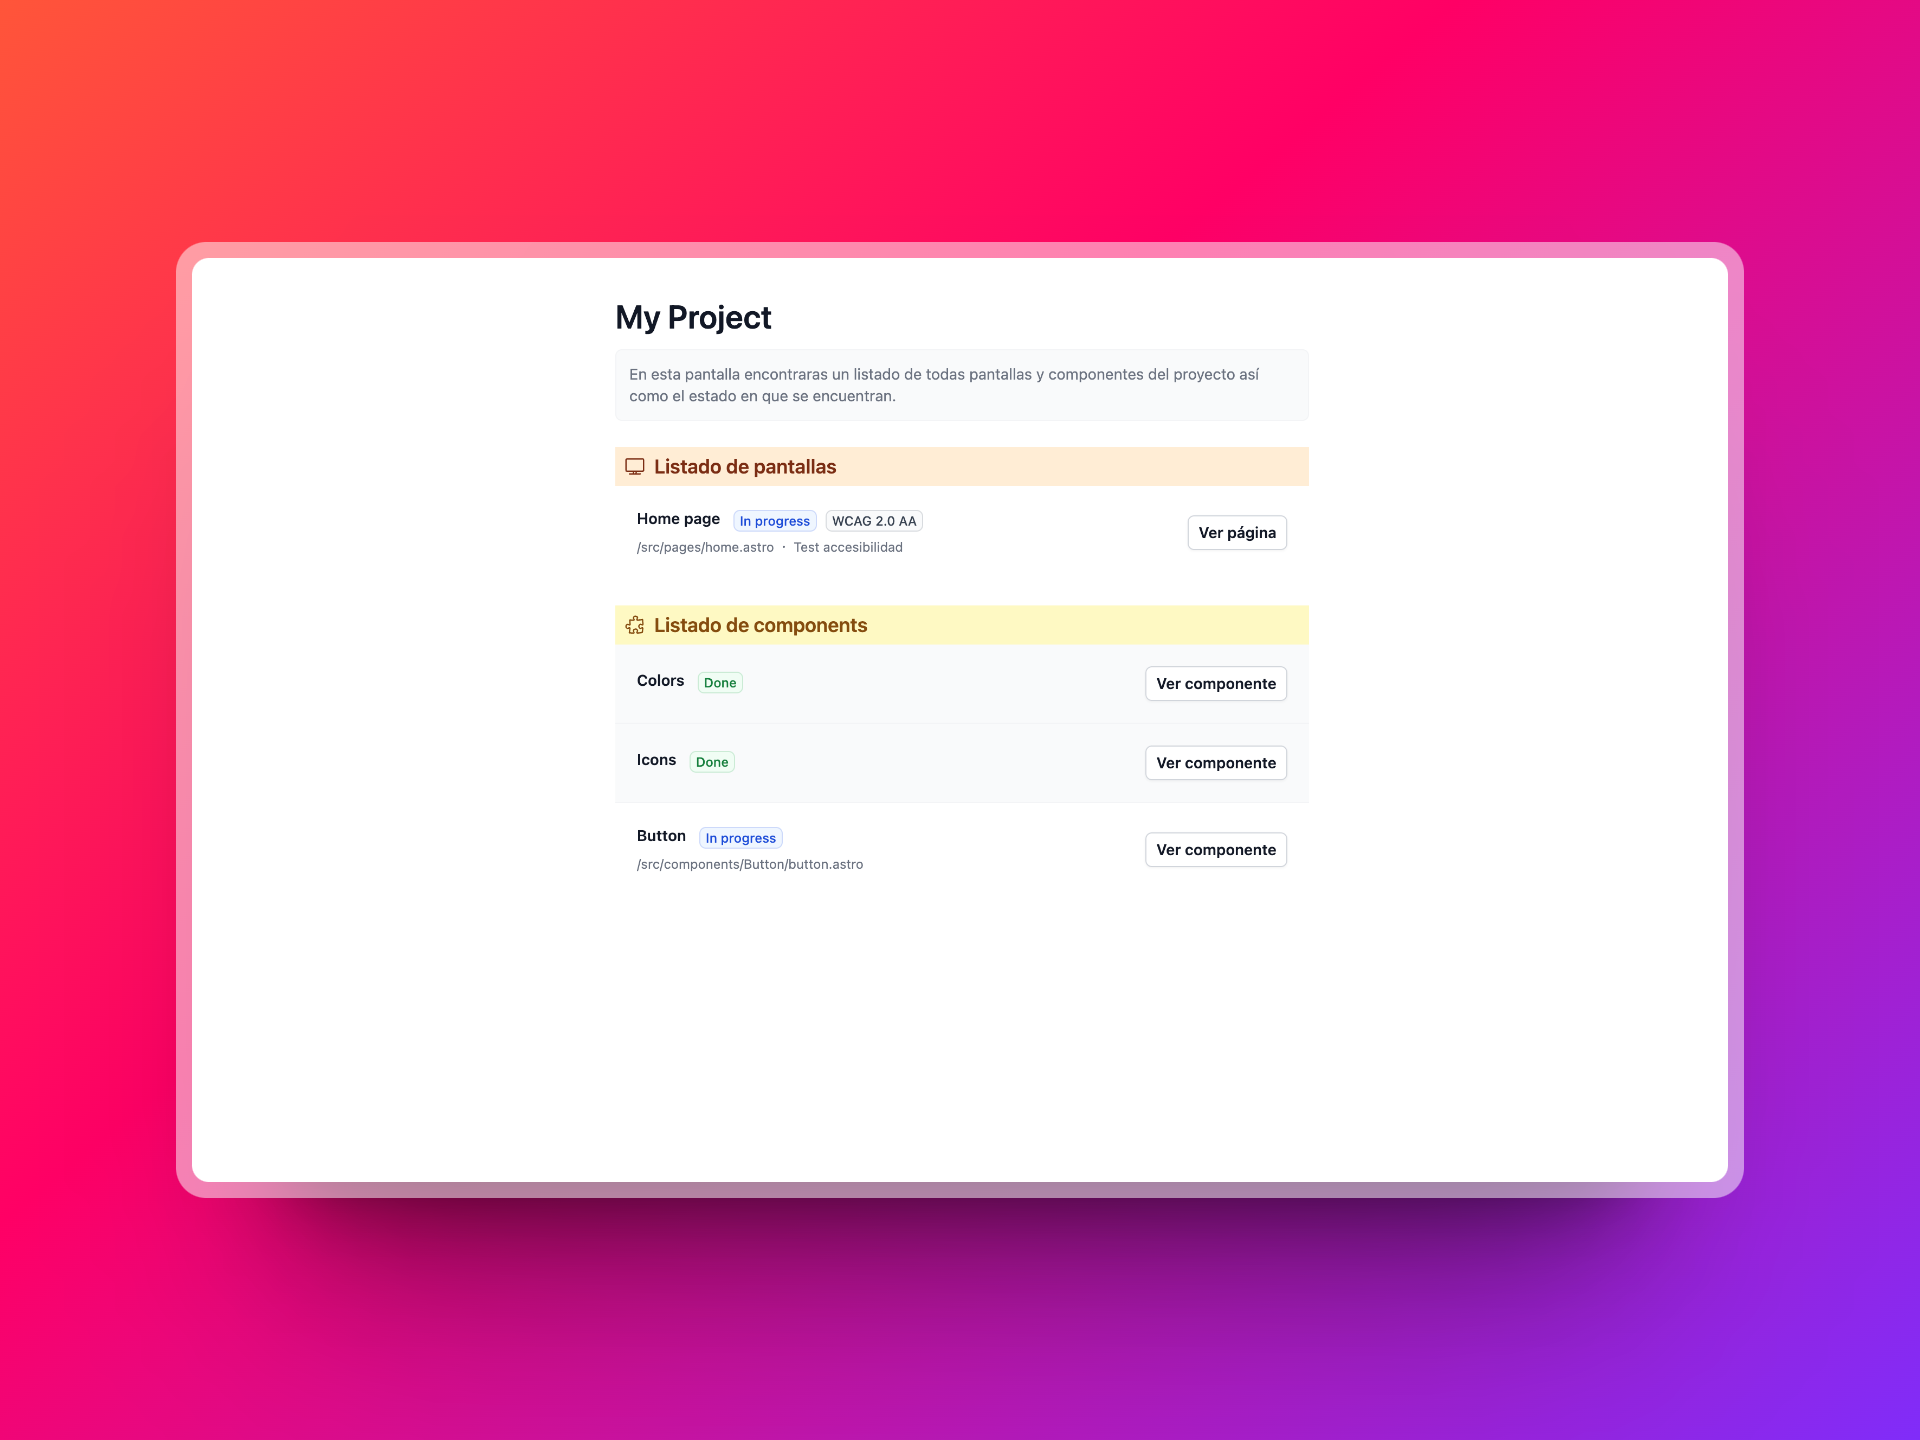 My Project
En esta pantalla encontraras un listado de todas pantallas y componentes del proyecto así
como el estado en que se encuentran.
Listado de pantallas
Home page In progress WCAG 2.0 AA
/src/pages/home.astro · Test accesibilidad
Ver página
Listado de components
Colors Done Ver componente
Icons Done Ver componente
Button In progress
/src/components/Button/button.astro
Ver componente